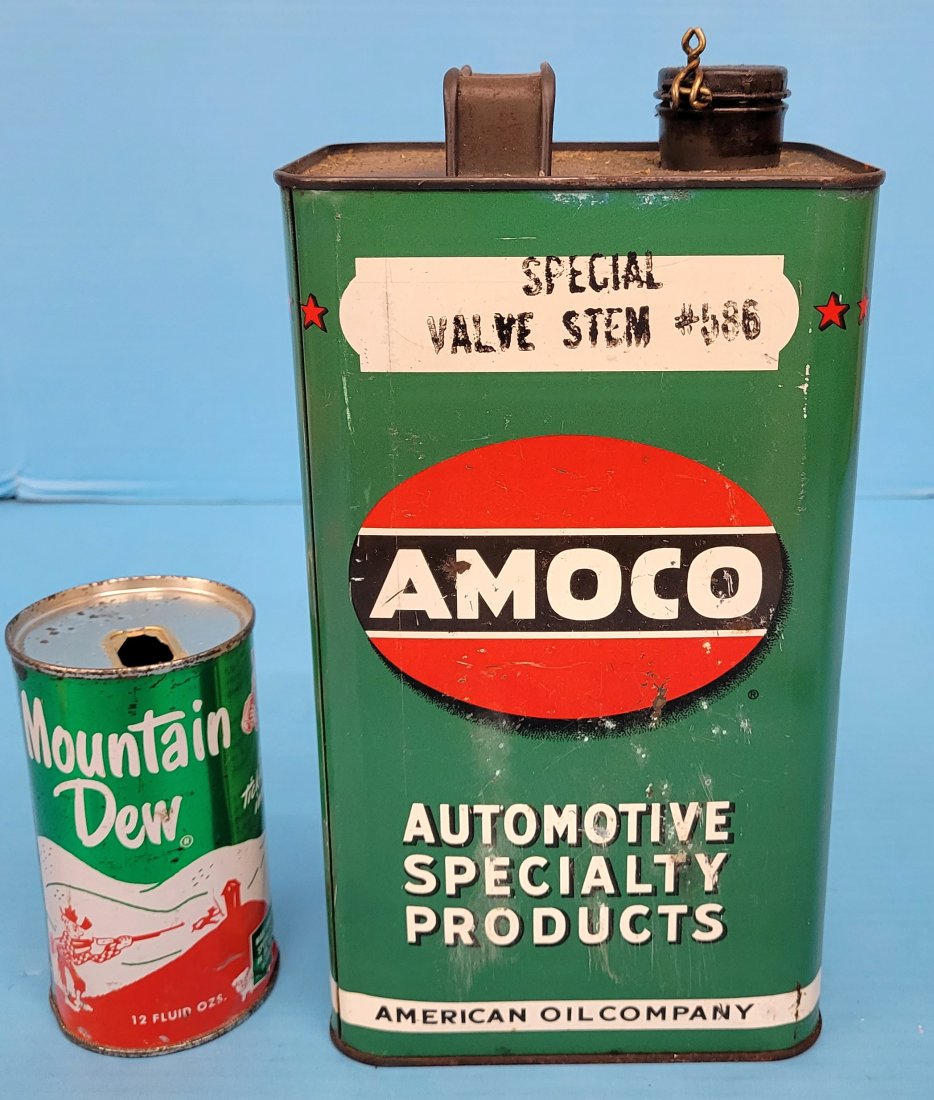 SPECIAL
VALVE STEM #586
AMOCO
®
AUTOMOTIVE
SPECIALTY
PRODUCTS
AMERICAN OIL COMPANY
Mountain
Dew®
12 FLUID OZS.